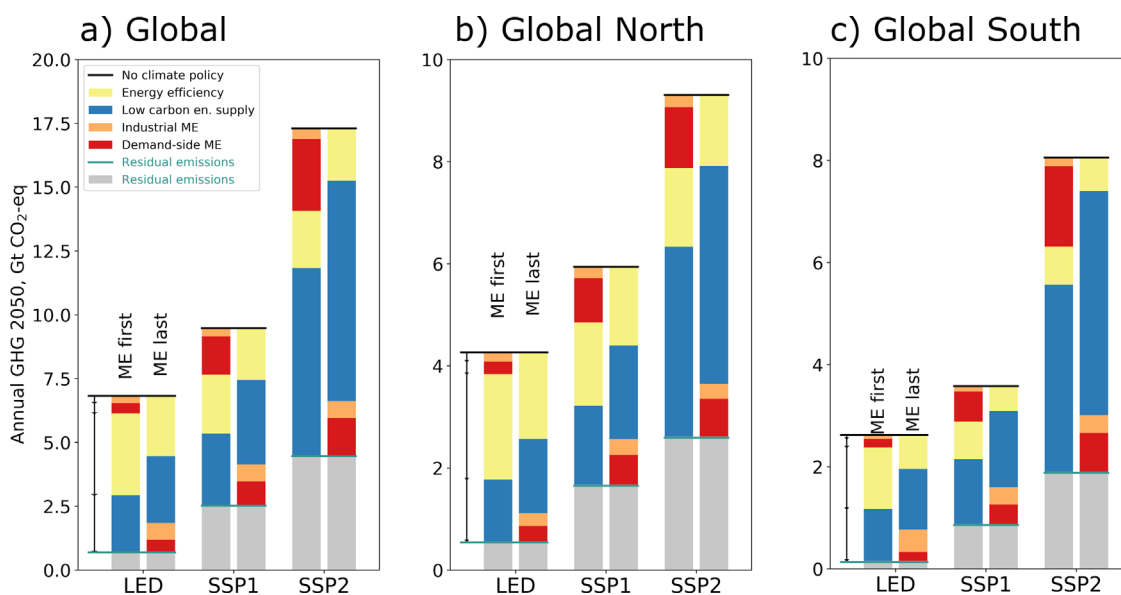 a) Global
b) Global North
c) Global South
Annual GHG 2050, Gt CO₂-eq
20.0
17.5
15.0
12.5
10.0
7.5
5.0
2.5
0.0
No climate policy
Energy efficiency
Low carbon en. supply
Industrial ME
Demand-side ME
Residual emissions
Residual emissions
ME first
ME last
LED
SSP1
SSP2
10
8
6
4
2
0
ME first
ME last
LED
SSP1
SSP2
10
8
6
4
2
0
ME first
ME last
LED
SSP1
SSP2